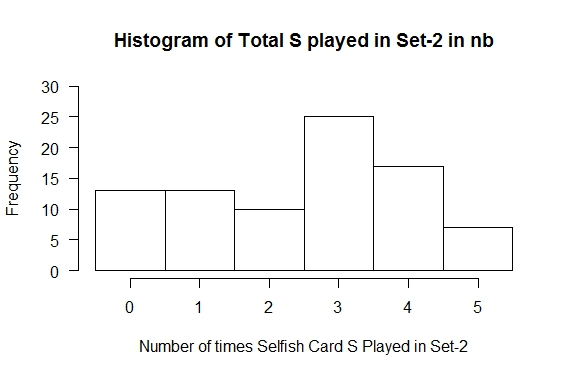 Histogram of Total S played in Set-2 in nb
Frequency
30
25
20
15
10
5
0
0 1 2 3 4 5
Number of times Selfish Card S Played in Set-2